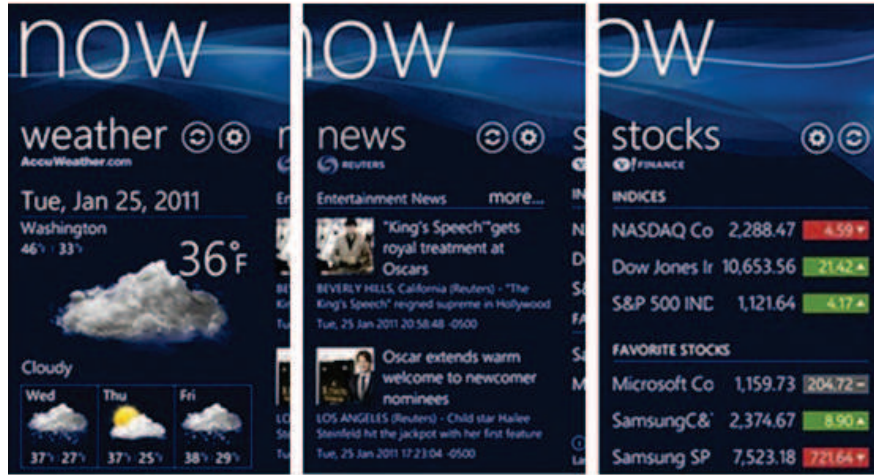 now
weather
AccuWeather.com
Tue, Jan 25, 2011
Washington
46°F 33°F
36°F
Cloudy
Wed Thu Fri
37°F 27°F 37°F 25°F 38°F 29°F
now
news
REUTERS
Entertainment News more...
"King's Speech"gets
royal treatment at
Oscars
BEVERLY HILLS, California (Reuters) - "The
King's Speech" reigned supreme in Hollywood
Tue, 25 Jan 2011 20:58:48 -0500
Oscar extends warm
welcome to newcomer
nominees
LOS ANGELES (Reuters) - Child star Hailee
Steinfeld hit the jackpot with her first feature
Tue, 25 Jan 2011 17:23:04 -0500
ow
stocks
Y! FINANCE
INDICES
NASDAQ Co 2,288.47 4.59
Dow Jones Ir 10,653.56 21.42
S&P 500 INC 1,121.64 4.17
FAVORITE STOCKS
Microsoft Co 1,159.73 204.72
SamsungC& 2,374.67 8.90
Samsung SP 7,523.18 721.64